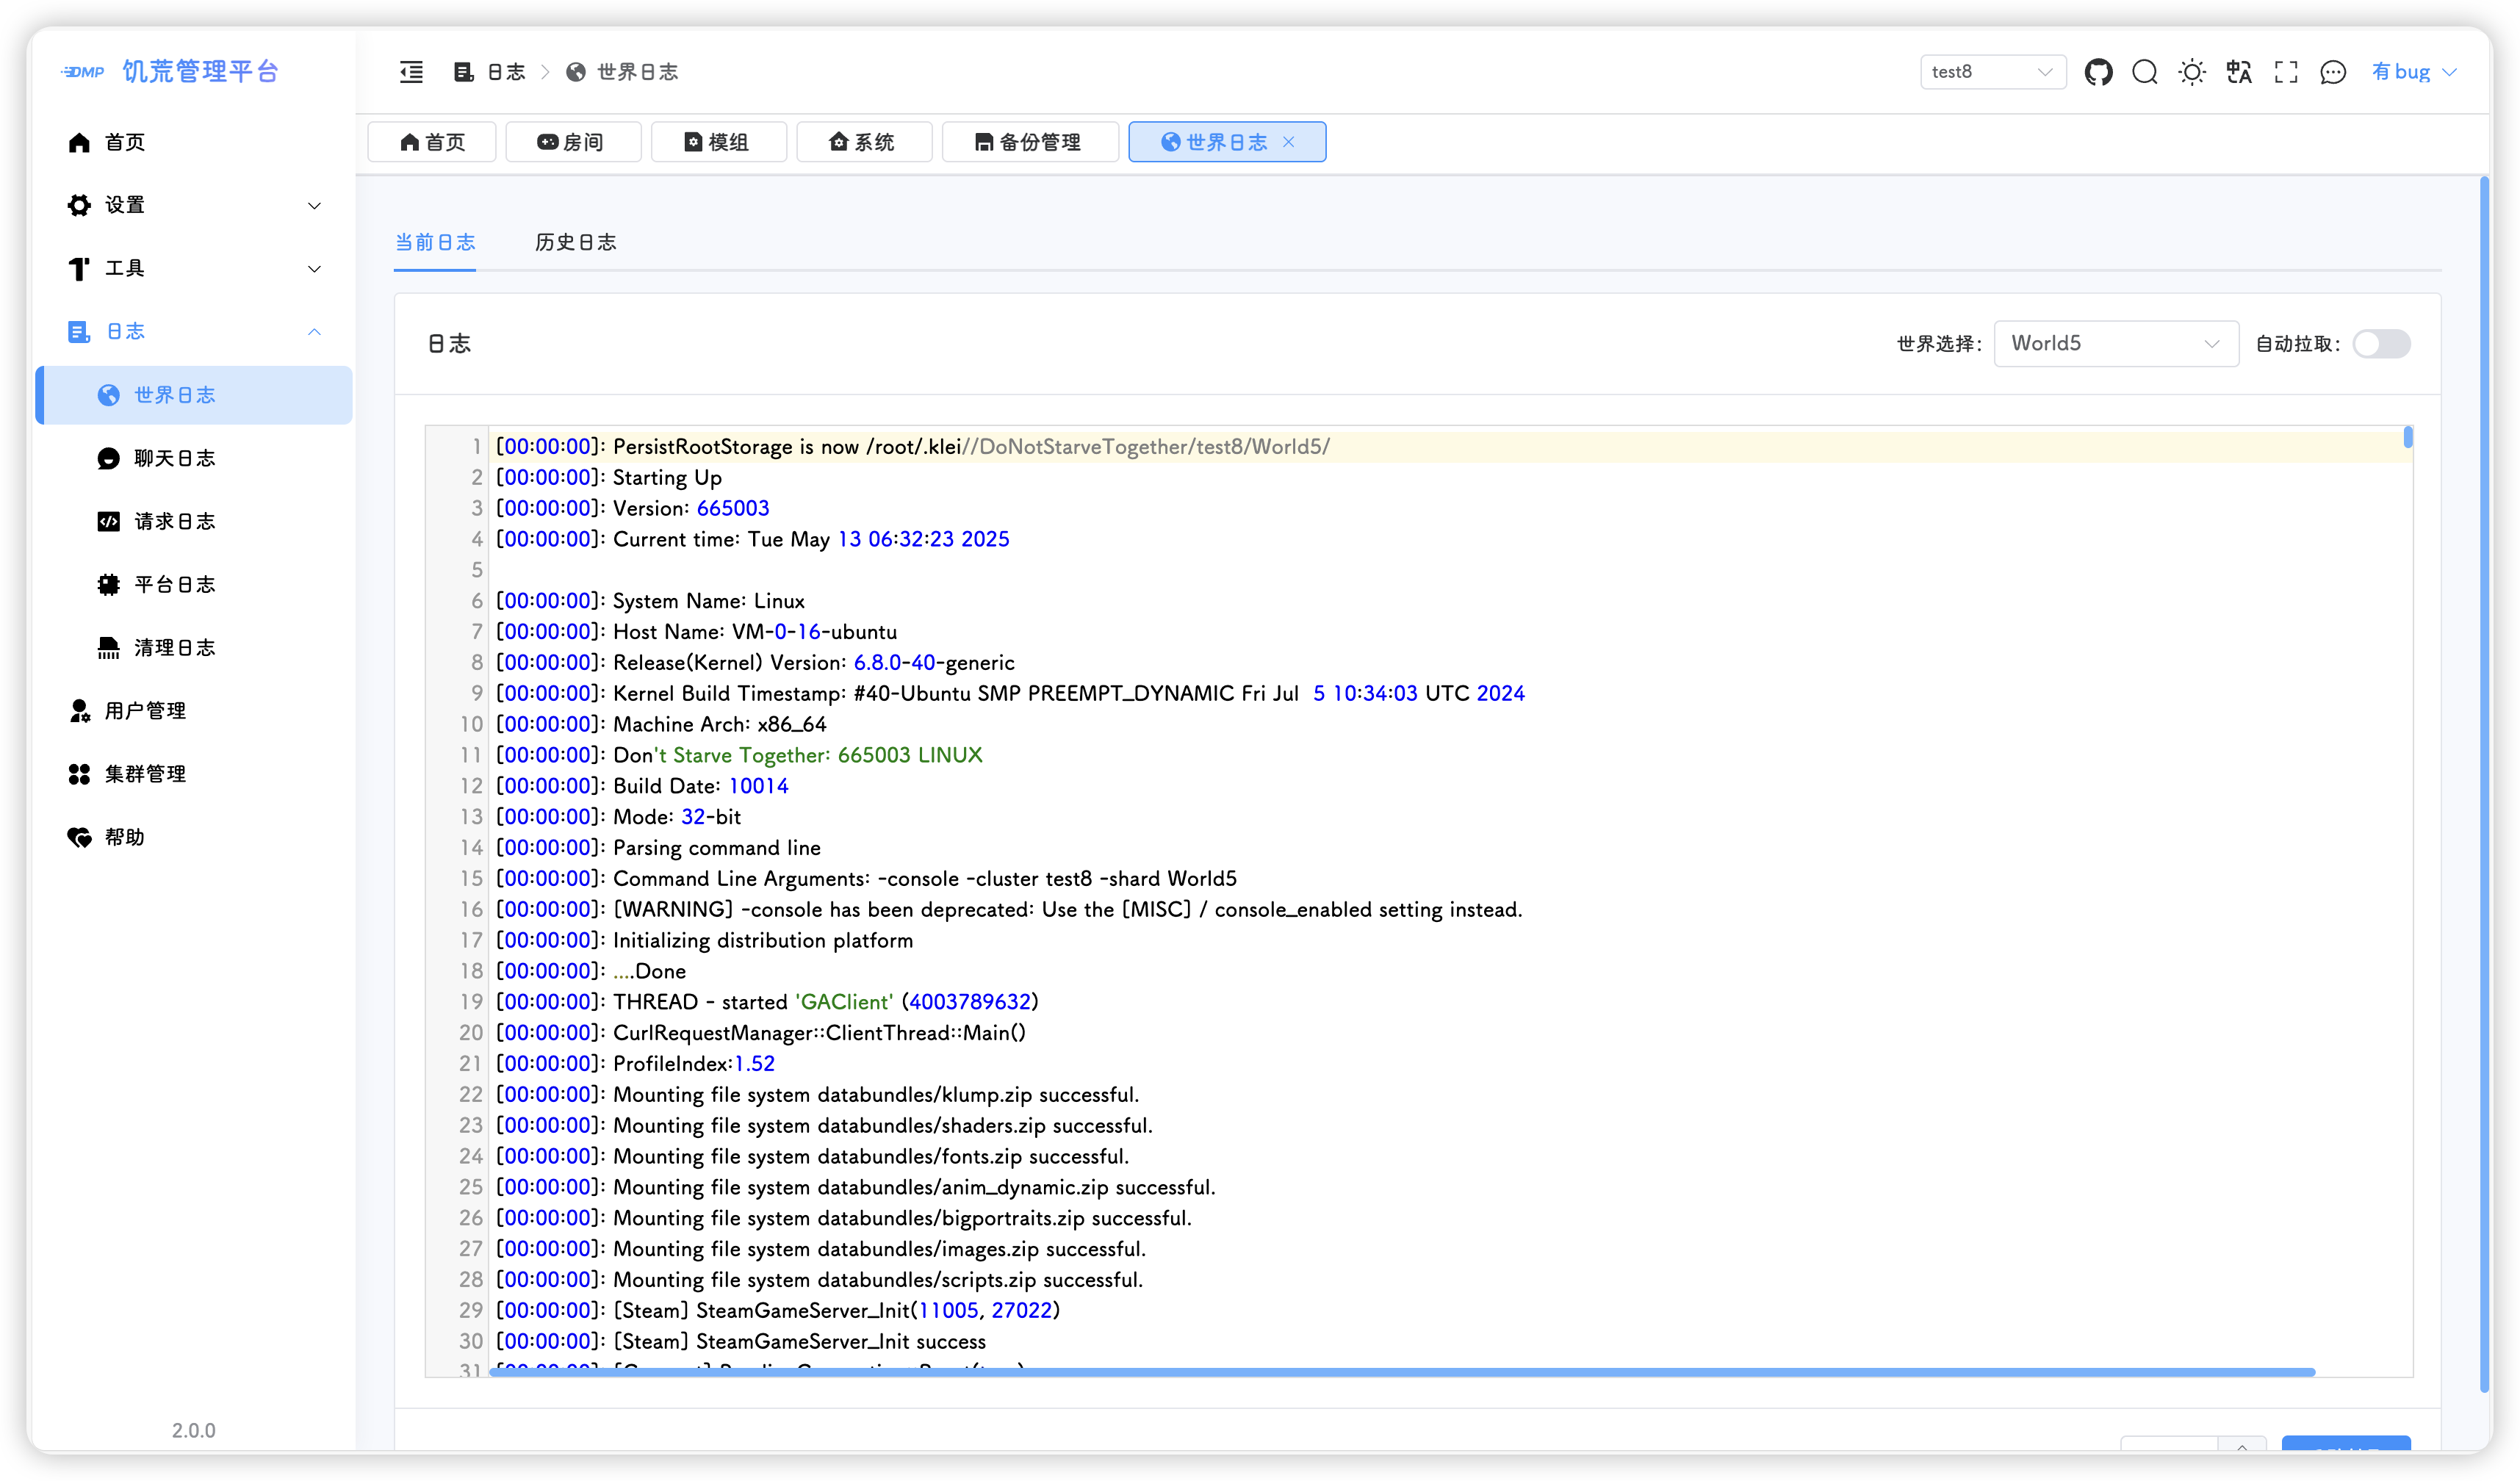 DMP 饥荒管理平台
日志 世界日志
test8
有 bug
首页
设置
工具
日志
世界日志
聊天日志
请求日志
平台日志
清理日志
用户管理
集群管理
帮助
2.0.0
首页 房间 模组 系统 备份管理 世界日志
当前日志 历史日志
日志
世界选择: World5 自动拉取:
1 [00:00:00]: PersistRootStorage is now /root/.klei//DoNotStarveTogether/test8/World5/
2 [00:00:00]: Starting Up
3 [00:00:00]: Version: 665003
4 [00:00:00]: Current time: Tue May 13 06:32:23 2025
5
6 [00:00:00]: System Name: Linux
7 [00:00:00]: Host Name: VM-0-16-ubuntu
8 [00:00:00]: Release(Kernel) Version: 6.8.0-40-generic
9 [00:00:00]: Kernel Build Timestamp: #40-Ubuntu SMP PREEMPT_DYNAMIC Fri Jul  5 10:34:03 UTC 2024
10 [00:00:00]: Machine Arch: x86_64
11 [00:00:00]: Don't Starve Together: 665003 LINUX
12 [00:00:00]: Build Date: 10014
13 [00:00:00]: Mode: 32-bit
14 [00:00:00]: Parsing command line
15 [00:00:00]: Command Line Arguments: -console -cluster test8 -shard World5
16 [00:00:00]: [WARNING] -console has been deprecated: Use the [MISC] / console_enabled setting instead.
17 [00:00:00]: Initializing distribution platform
18 [00:00:00]: ....Done
19 [00:00:00]: THREAD - started 'GAClient' (4003789632)
20 [00:00:00]: CurlRequestManager::ClientThread::Main()
21 [00:00:00]: ProfileIndex:1.52
22 [00:00:00]: Mounting file system databundles/klump.zip successful.
23 [00:00:00]: Mounting file system databundles/shaders.zip successful.
24 [00:00:00]: Mounting file system databundles/fonts.zip successful.
25 [00:00:00]: Mounting file system databundles/anim_dynamic.zip successful.
26 [00:00:00]: Mounting file system databundles/bigportraits.zip successful.
27 [00:00:00]: Mounting file system databundles/images.zip successful.
28 [00:00:00]: Mounting file system databundles/scripts.zip successful.
29 [00:00:00]: [Steam] SteamGameServer_Init(11005, 27022)
30 [00:00:00]: [Steam] SteamGameServer_Init success
31 [00:00:00]: